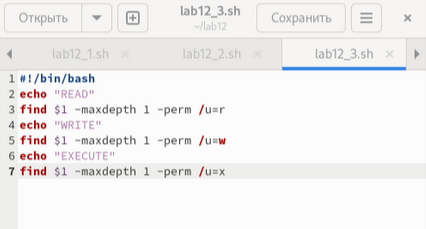 Открыть
lab12_3.sh
~/lab12
Сохранить
lab12_1.sh
lab12_2.sh
lab12_3.sh
1 #!/bin/bash
2 echo "READ"
3 find $1 -maxdepth 1 -perm /u=r
4 echo "WRITE"
5 find $1 -maxdepth 1 -perm /u=w
6 echo "EXECUTE"
7 find $1 -maxdepth 1 -perm /u=x